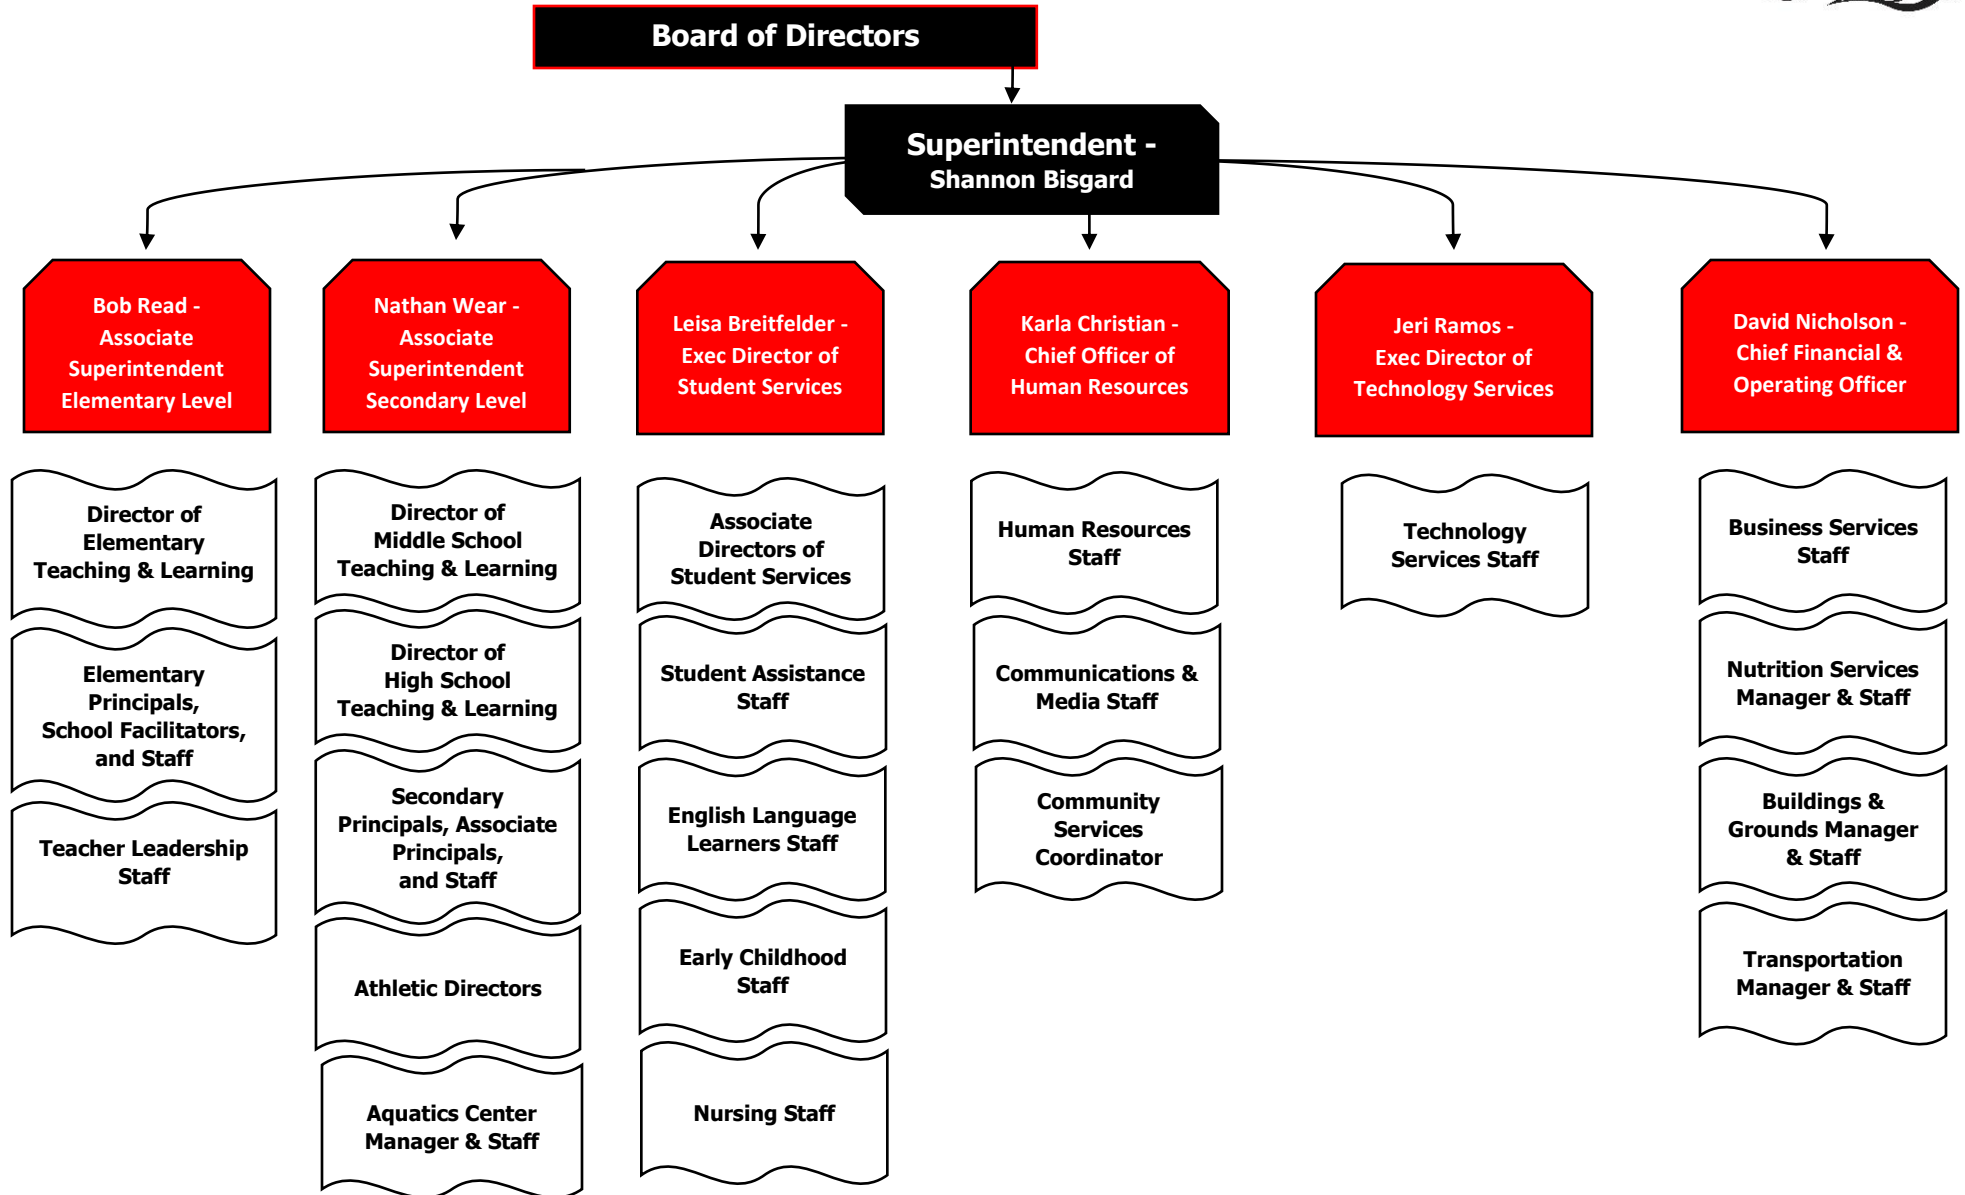 Board of Directors
Superintendent -
Shannon Bisgard
Bob Read -
Associate
Superintendent
Elementary Level
Nathan Wear -
Associate
Superintendent
Secondary Level
Leisa Breitfelder -
Exec Director of
Student Services
Karla Christian -
Chief Officer of
Human Resources
Jeri Ramos -
Exec Director of
Technology Services
David Nicholson -
Chief Financial &
Operating Officer
Director of
Elementary
Teaching & Learning
Elementary
Principals,
School Facilitators,
and Staff
Teacher Leadership
Staff
Director of
Middle School
Teaching & Learning
Director of
High School
Teaching & Learning
Secondary
Principals, Associate
Principals,
and Staff
Athletic Directors
Aquatics Center
Manager & Staff
Associate
Directors of
Student Services
Student Assistance
Staff
English Language
Learners Staff
Early Childhood
Staff
Nursing Staff
Human Resources
Staff
Communications &
Media Staff
Community
Services
Coordinator
Technology
Services Staff
Business Services
Staff
Nutrition Services
Manager & Staff
Buildings &
Grounds Manager
& Staff
Transportation
Manager & Staff